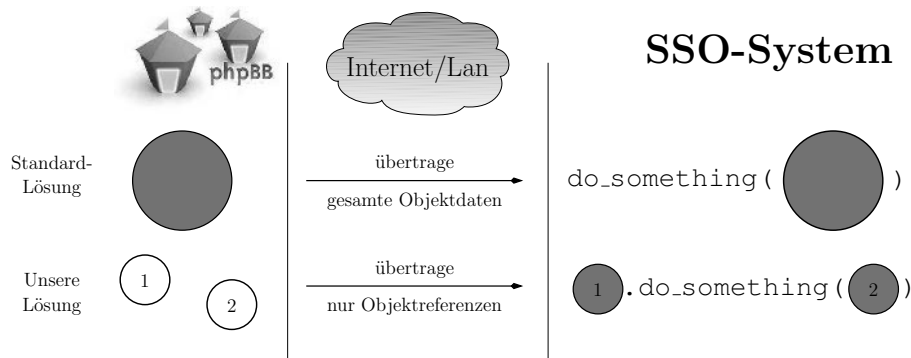 phpBB
Internet/Lan
SSO-System
Standard-
Lösung
übertrage
gesamte Objektdaten
do_something( )
Unsere
Lösung
1
2
übertrage
nur Objektreferenzen
1.do_something(2)